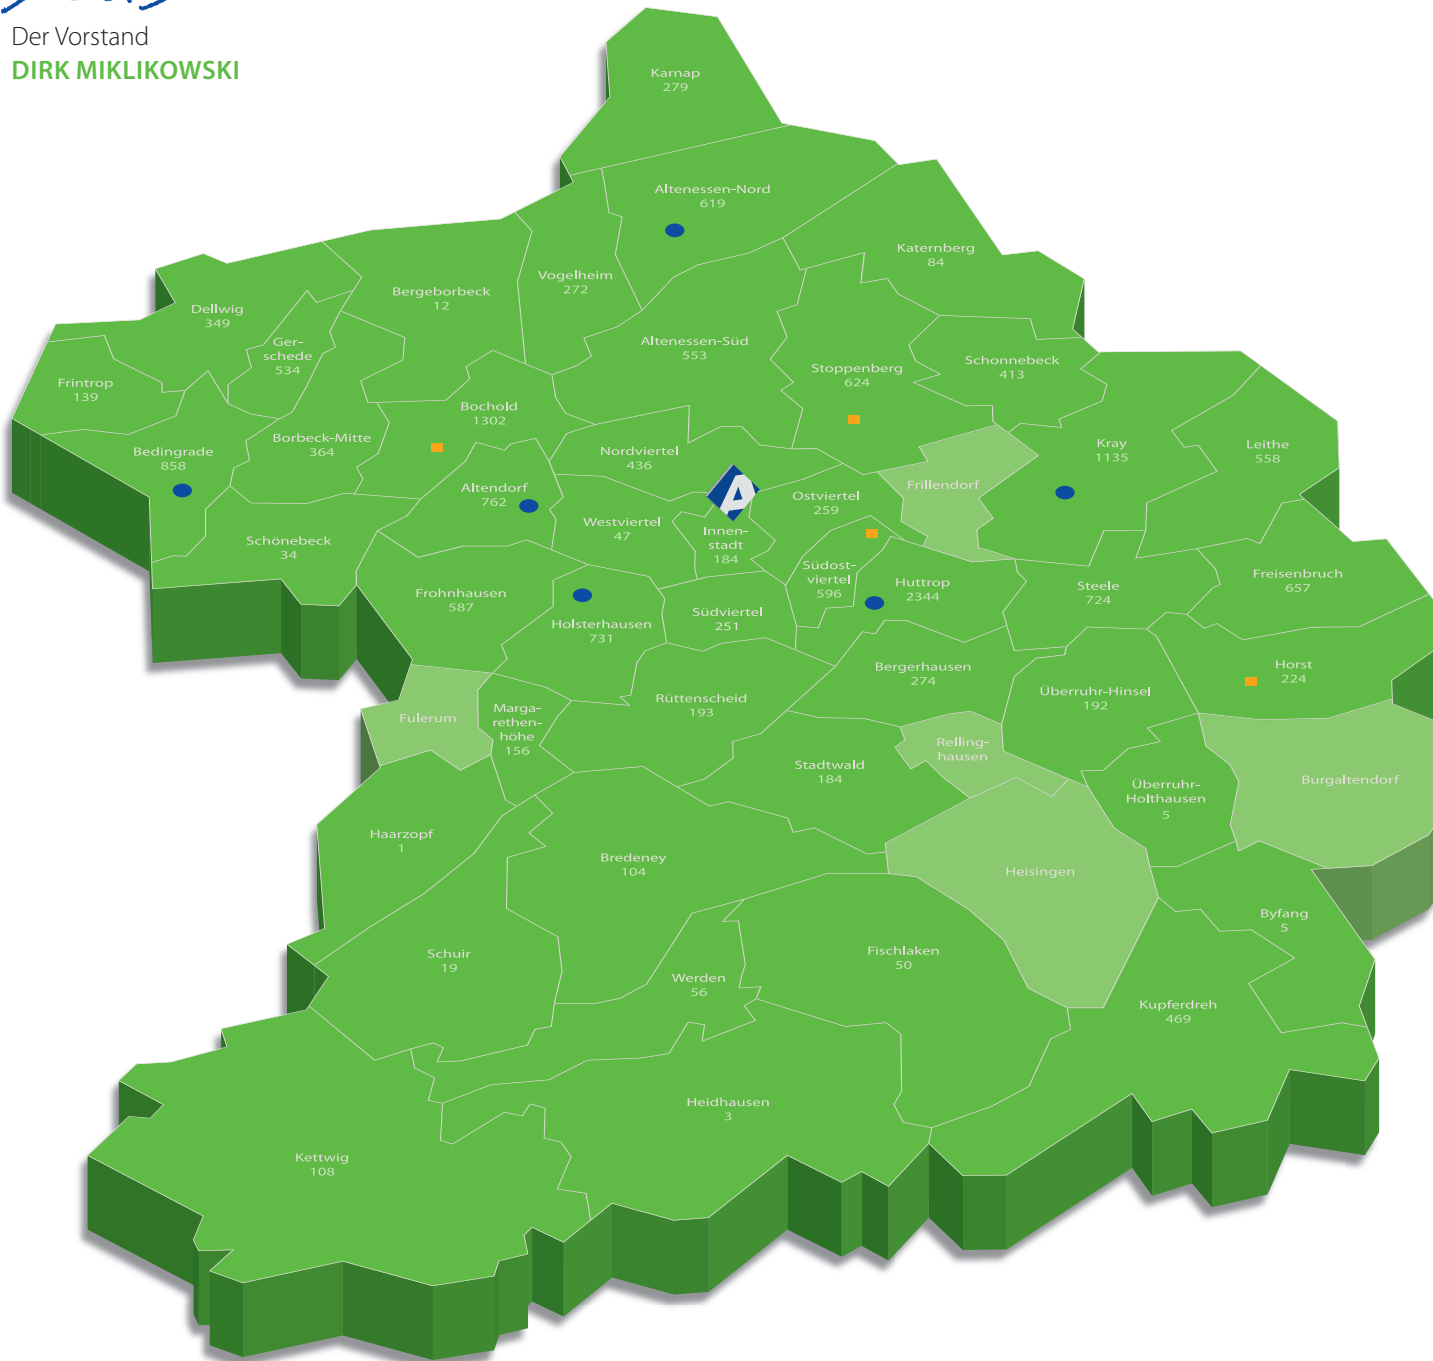 Der Vorstand
DIRK MIKLIKOWSKI
Karnap
279
Altenessen-Nord
619
Katernberg
84
Vogelheim
272
Bergeborbeck
12
Dellwig
349
Ger-
schede
534
Altenessen-Süd
553
Schonnebeck
413
Stoppenberg
624
Frintrop
139
Bochold
1302
Borbeck-Mitte
364
Bedingrade
858
Nordviertel
436
Kray
1135
Leithe
558
Altendorf
762
Frillendorf
Ostviertel
259
Westviertel
47
Innen-
stadt
184
Schönebeck
34
Südost-
viertel
596
Huttrop
2344
Steele
724
Freisenbruch
657
Frohnhausen
587
Holsterhausen
731
Südviertel
251
Bergerhausen
274
Horst
224
Überruhr-Hinsel
192
Rüttenscheid
193
Fulerum
Marga-
rethen-
höhe
156
Relling-
hausen
Stadtwald
184
Burgaltendorf
Überruhr-
Holthausen
5
Haarzopf
1
Bredeney
104
Heisingen
Byfang
5
Schuir
19
Fischlaken
50
Werden
56
Kupferdreh
469
Heidhausen
3
Kettwig
108